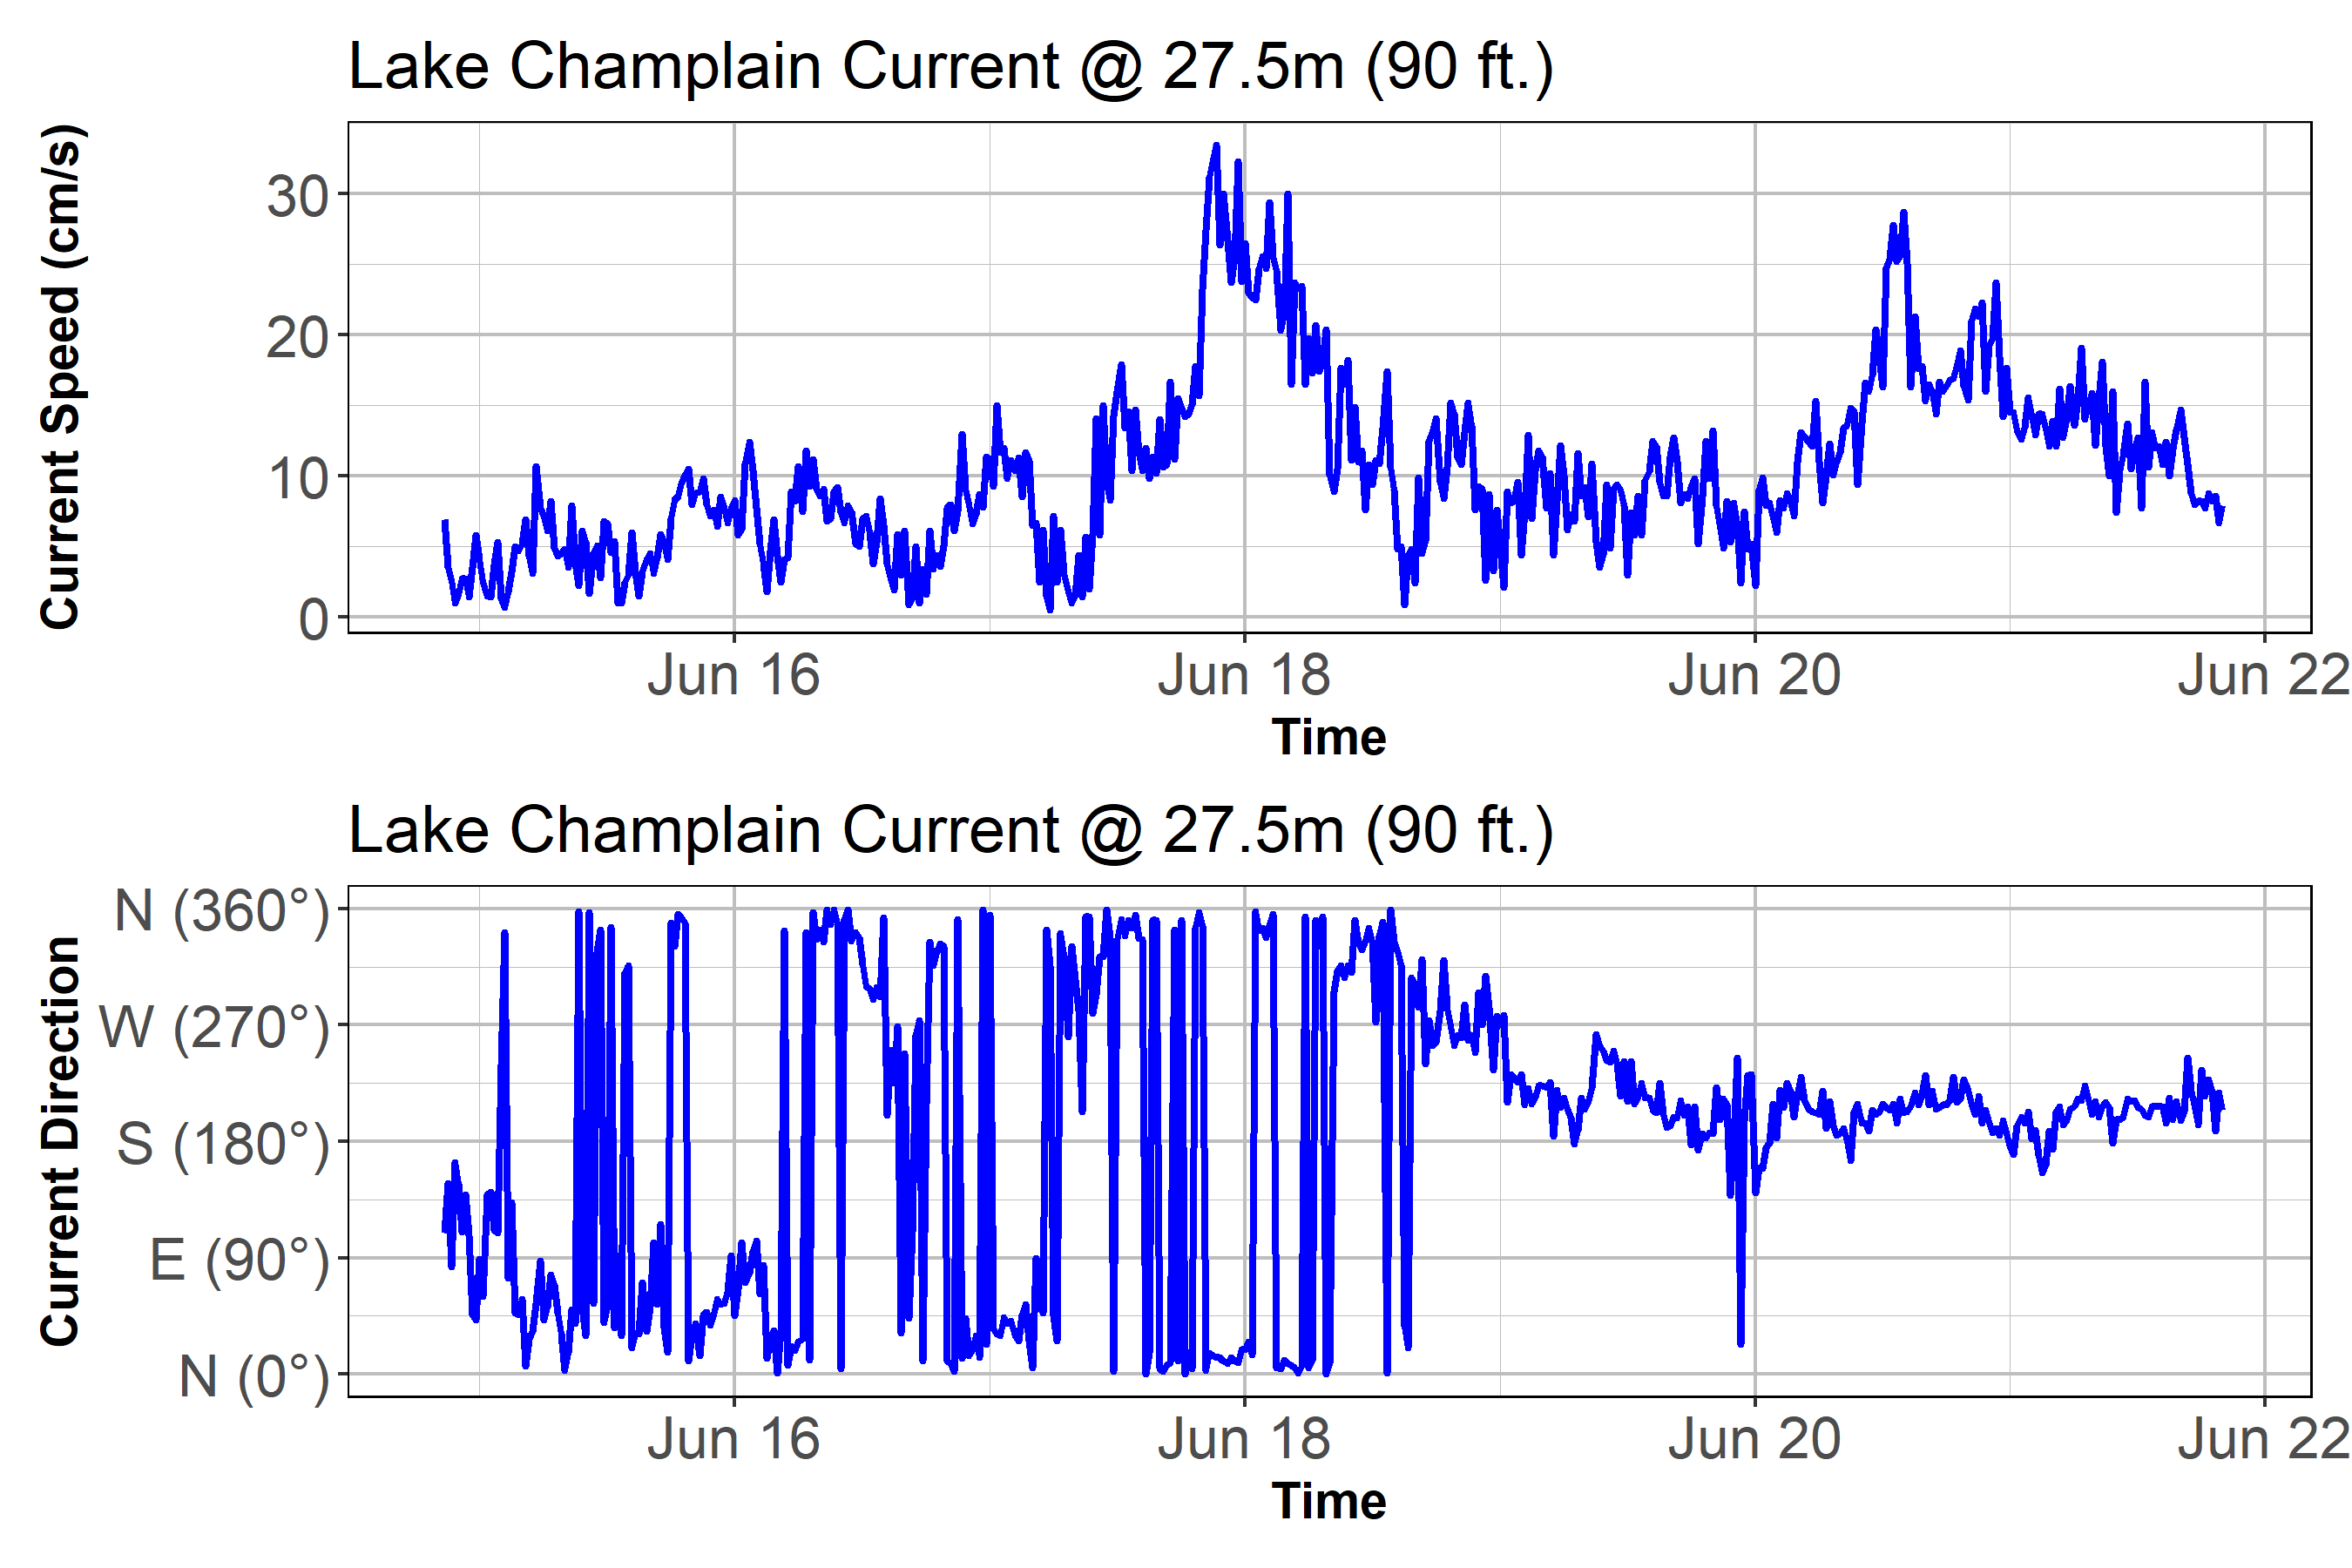 Lake Champlain Current @ 27.5m (90 ft.)
Current Speed (cm/s)
30
20
10
0
Jun 16 Jun 18 Jun 20 Jun 22
Time
Lake Champlain Current @ 27.5m (90 ft.)
Current Direction
N (360°)
W (270°)
S (180°)
E (90°)
N (0°)
Jun 16 Jun 18 Jun 20 Jun 22
Time